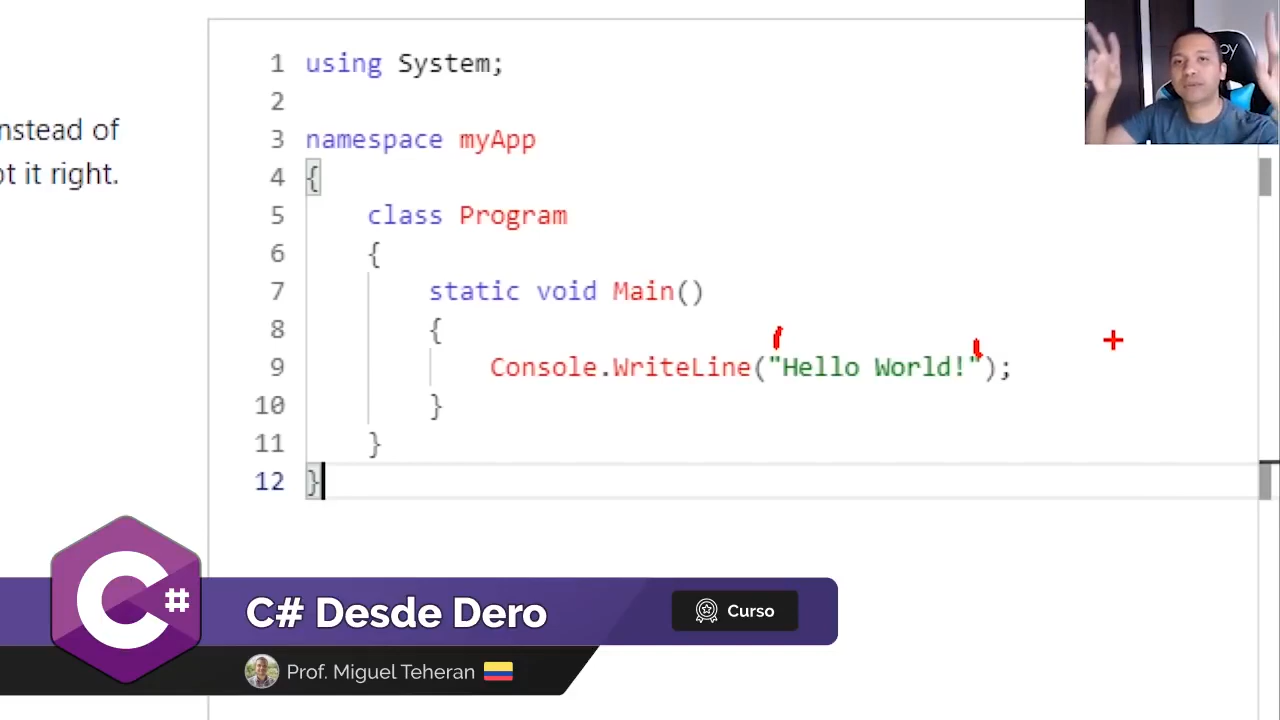 nstead of
ot it right.
1 using System;
2
3 namespace myApp
4 {
5 class Program
6 {
7 static void Main()
8 {
9 Console.WriteLine("Hello World!");
10 }
11 }
12 }
C#
C# Desde Dero
Curso
Prof. Miguel Teheran